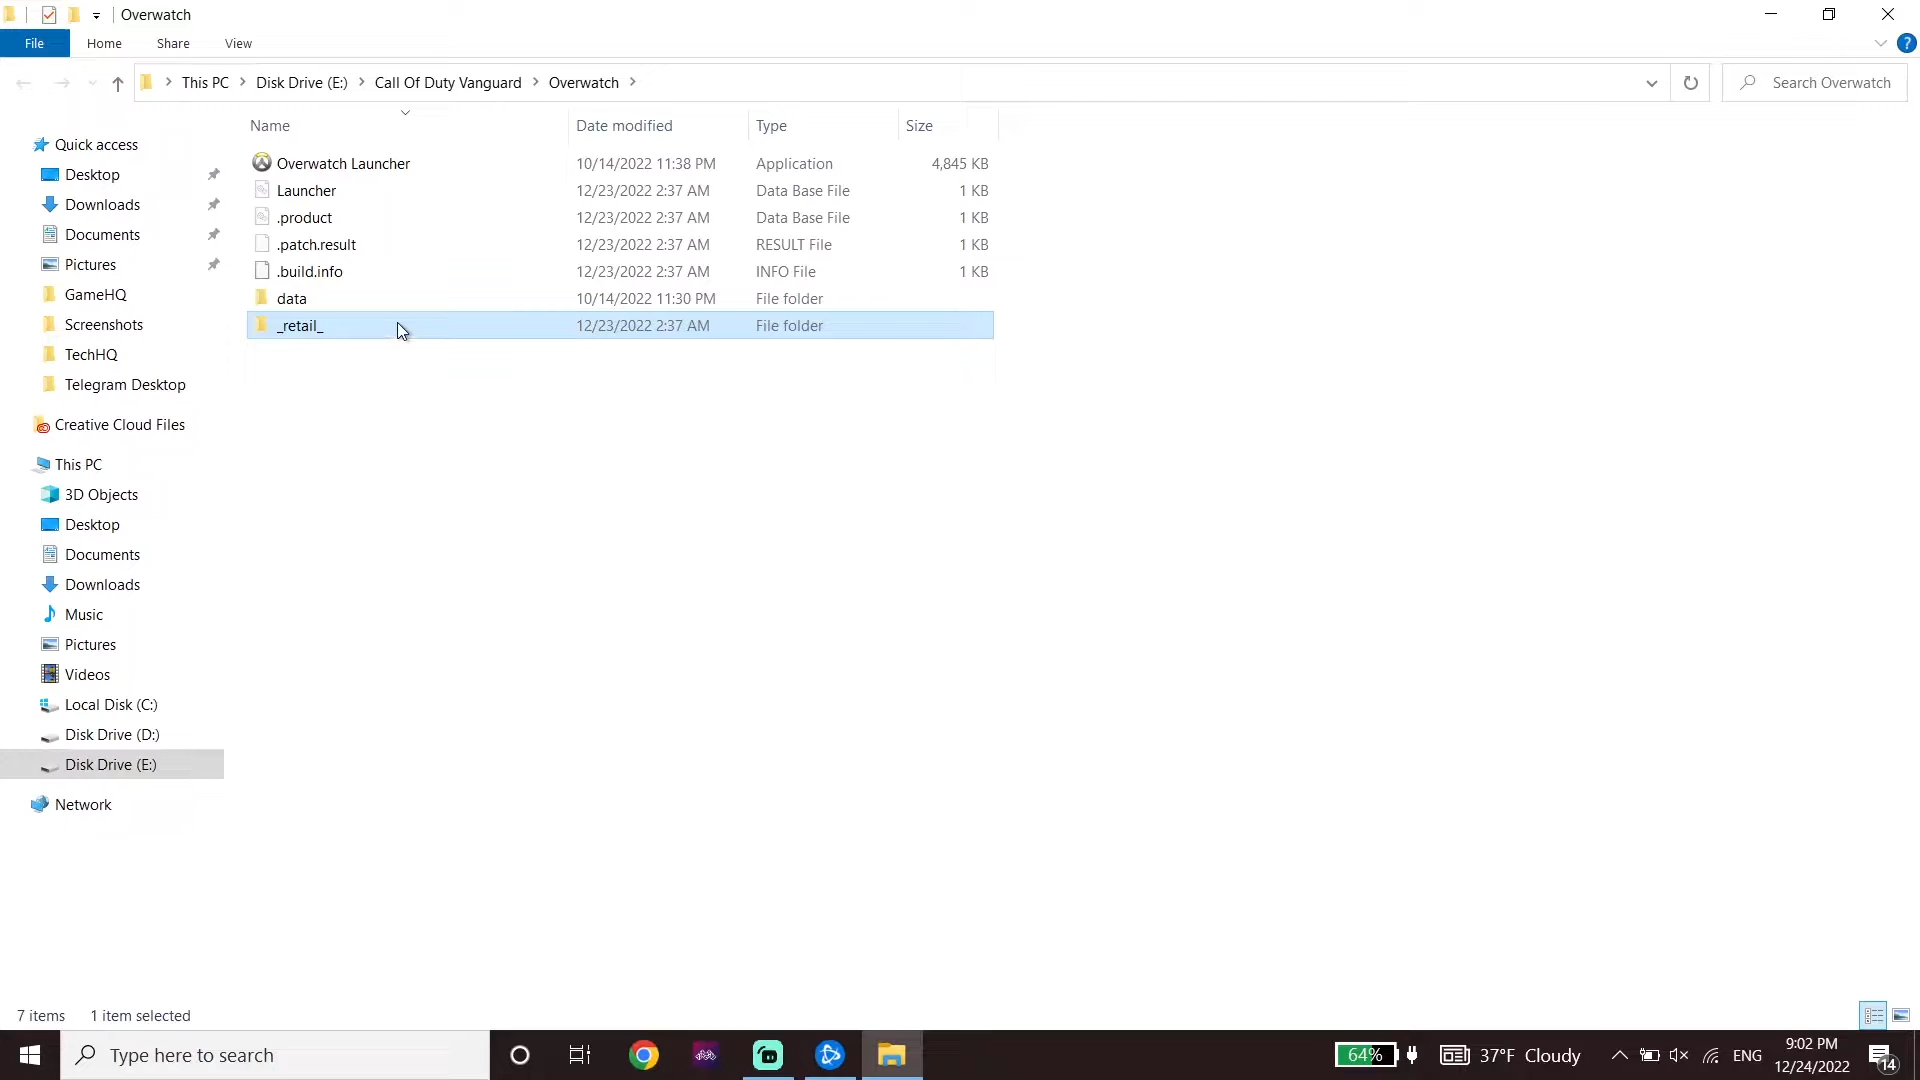 Overwatch
File Home Share View
This PC Disk Drive (E:) Call Of Duty Vanguard Overwatch Search Overwatch
Name Date modified Type Size
Quick access
Desktop
Downloads
Documents
Pictures
GameHQ
Screenshots
TechHQ
Telegram Desktop
Creative Cloud Files
This PC
3D Objects
Desktop
Documents
Downloads
Music
Pictures
Videos
Local Disk (C:)
Disk Drive (D:)
Disk Drive (E:)
Network
Overwatch Launcher 10/14/2022 11:38 PM Application 4,845 KB
Launcher 12/23/2022 2:37 AM Data Base File 1 KB
.product 12/23/2022 2:37 AM Data Base File 1 KB
.patch.result 12/23/2022 2:37 AM RESULT File 1 KB
.build.info 12/23/2022 2:37 AM INFO File 1 KB
data 10/14/2022 11:30 PM File folder
_retail_ 12/23/2022 2:37 AM File folder
7 items 1 item selected
Type here to search
64% 37°F Cloudy ENG
9:02 PM
12/24/2022
14